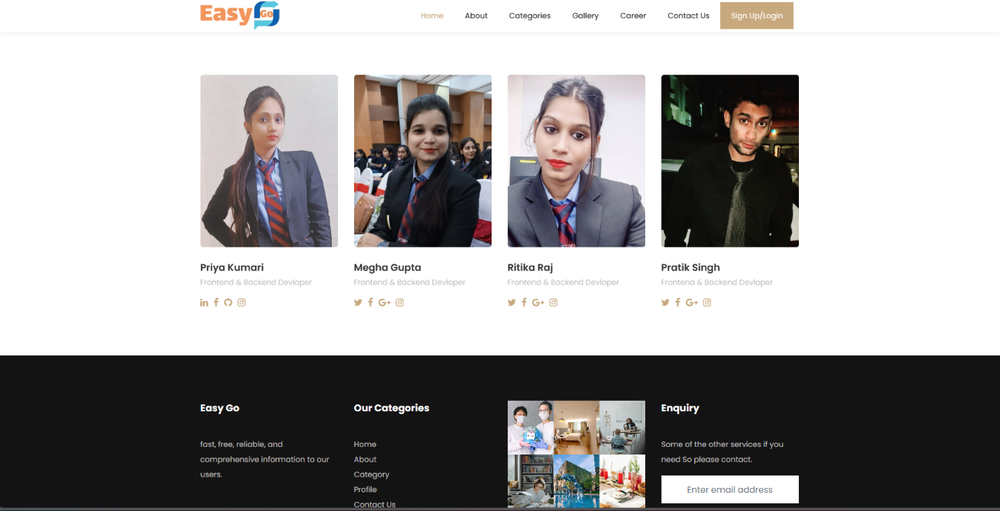 Easy Go
Home About Categories Gallery Career Contact Us Sign Up/Login
Priya Kumari
Frontend & Backend Devloper
Megha Gupta
Frontend & Backend Devloper
Ritika Raj
Frontend & Backend Devloper
Pratik Singh
Frontend & Backend Devloper
Easy Go
fast, free, reliable, and
comprehensive information to our
users.
Our Categories
Home
About
Category
Profile
Contact Us
Enquiry
Some of the other services if you
need So please contact.
Enter email address